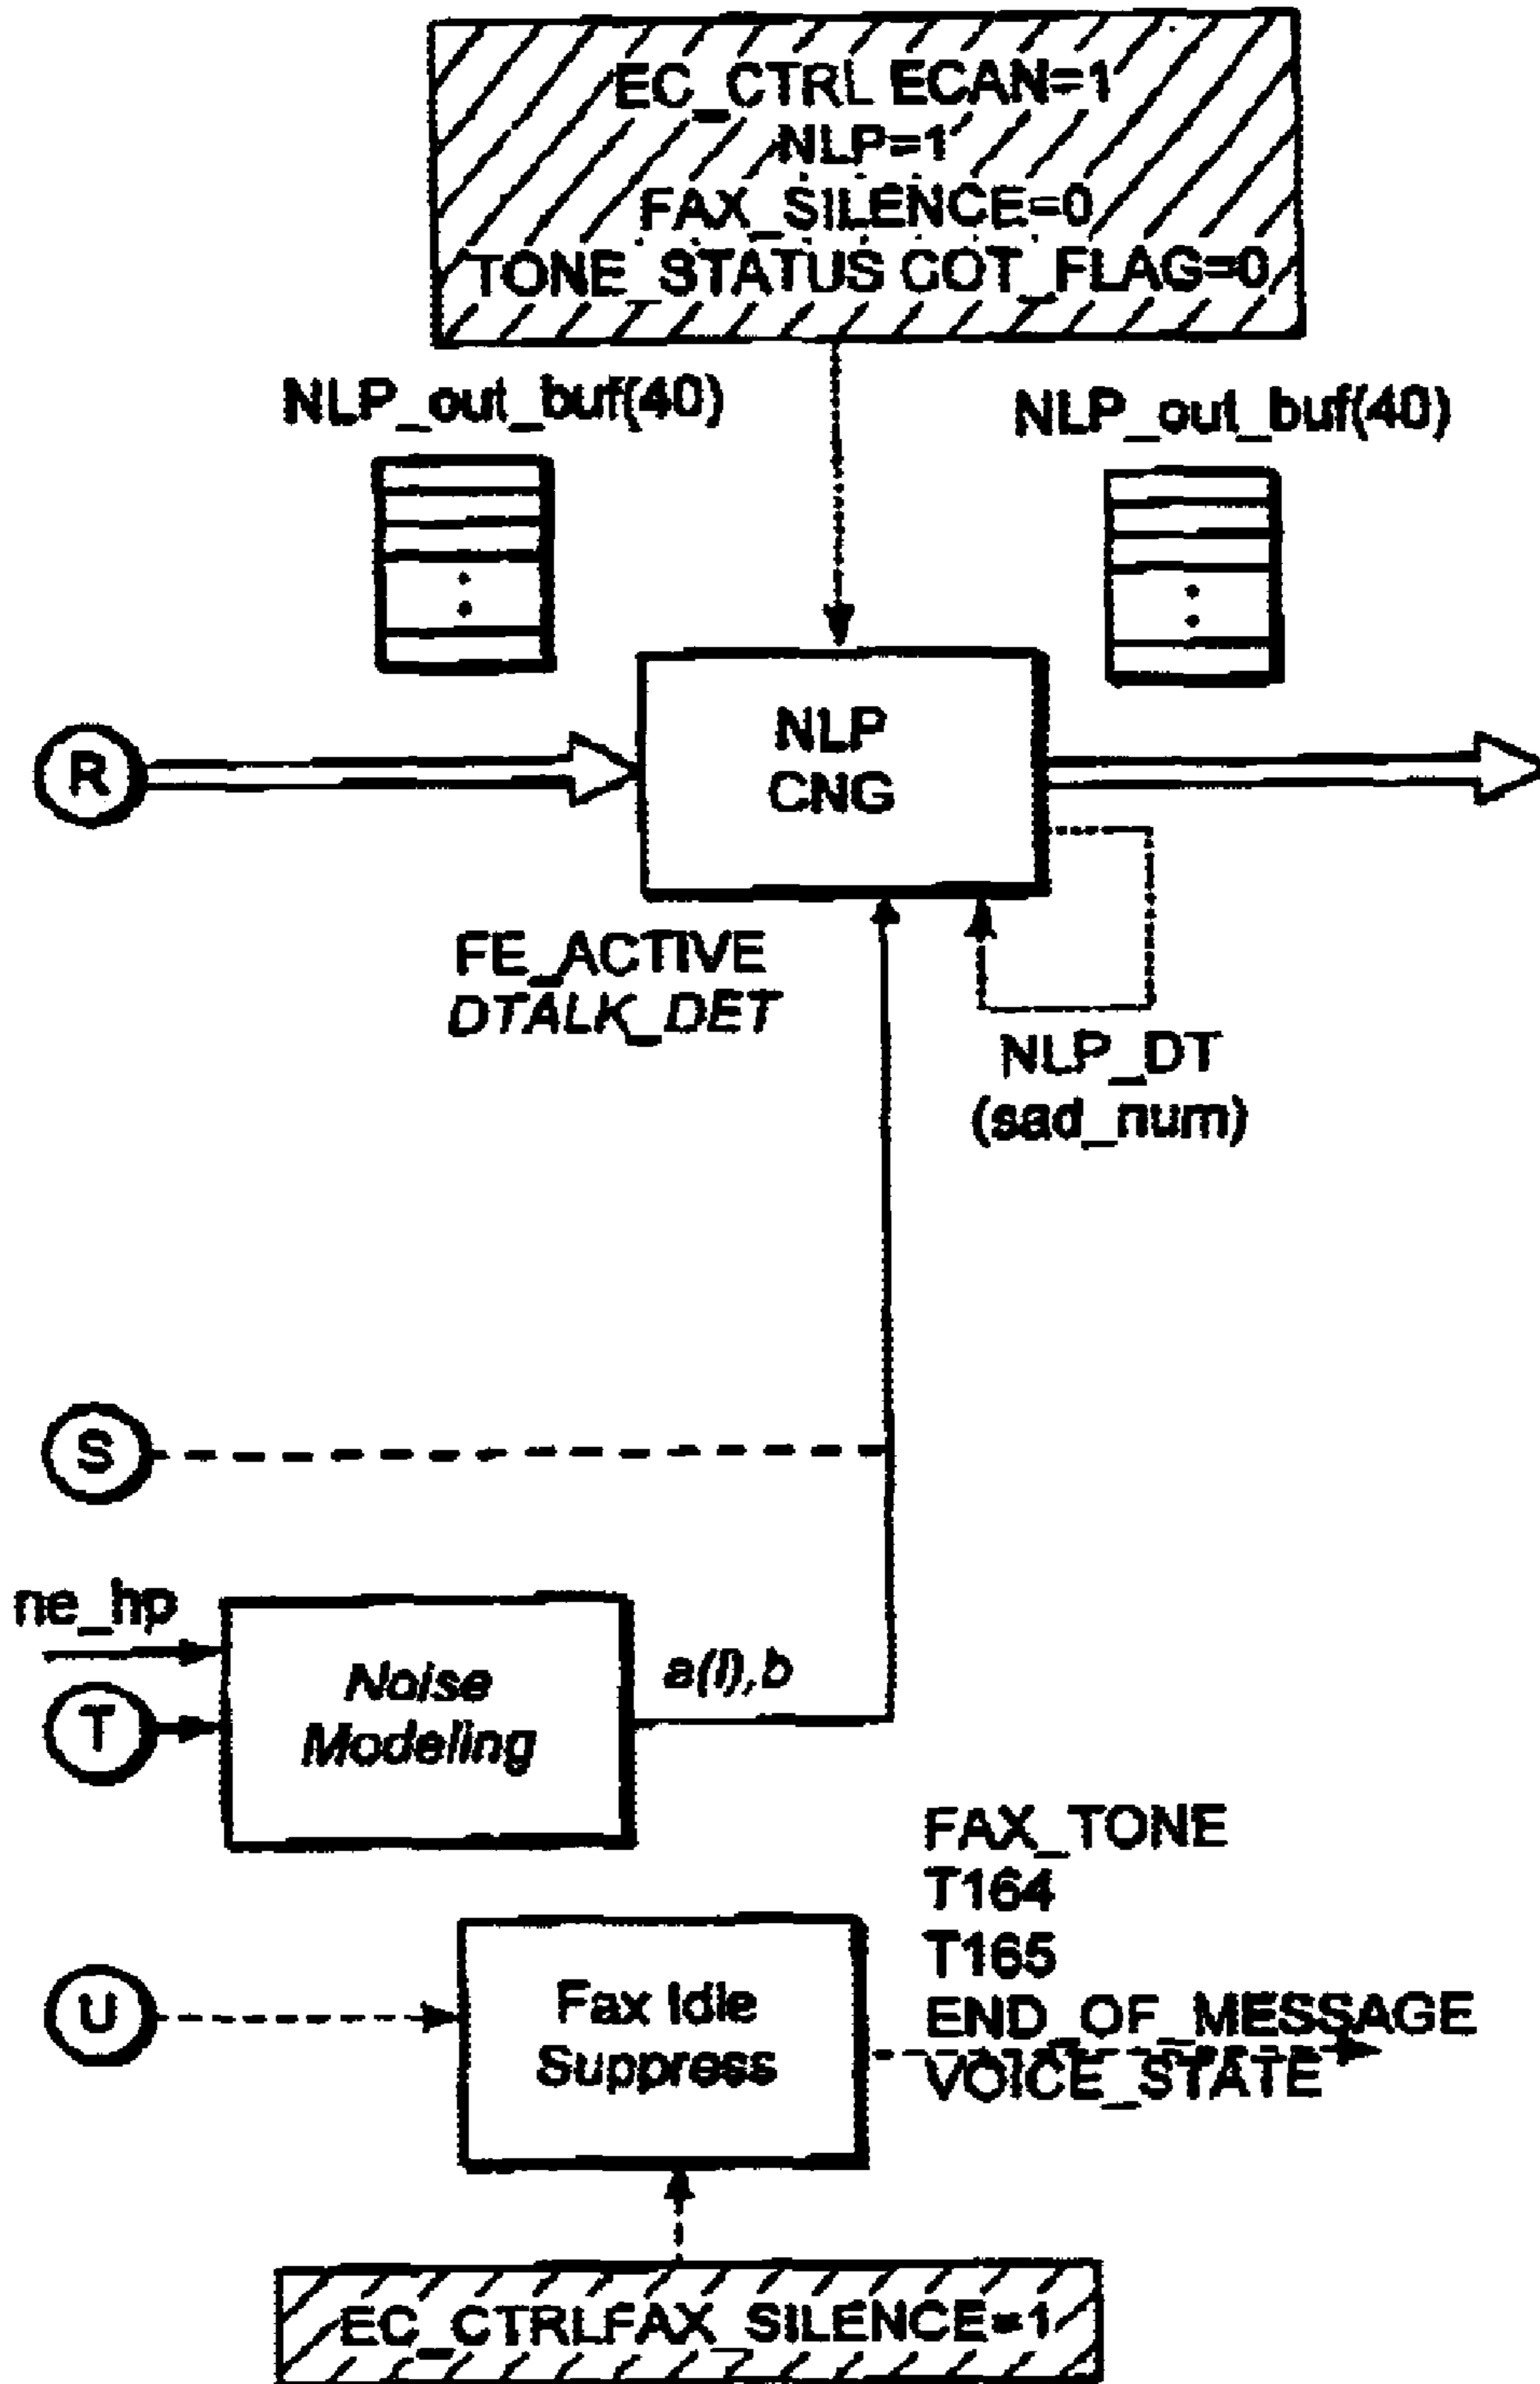 EC_CTRL ECAN=1
NLP=1
FAX_SILENCE=0
TONE_STATUS COT_FLAG=0
NLP_out_buf(40)
NLP_out_buf(40)
R
NLP
CNG
FE_ACTIVE
DTALK_DET
NLP_DT
(sad_num)
S
ne_hp
T
Noise
Modeling
a(i),b
FAX_TONE
T164
T165
END_OF_MESSAGE
VOICE_STATE
U
Fax Idle
Suppress
EC_CTRLFAX_SILENCE=1